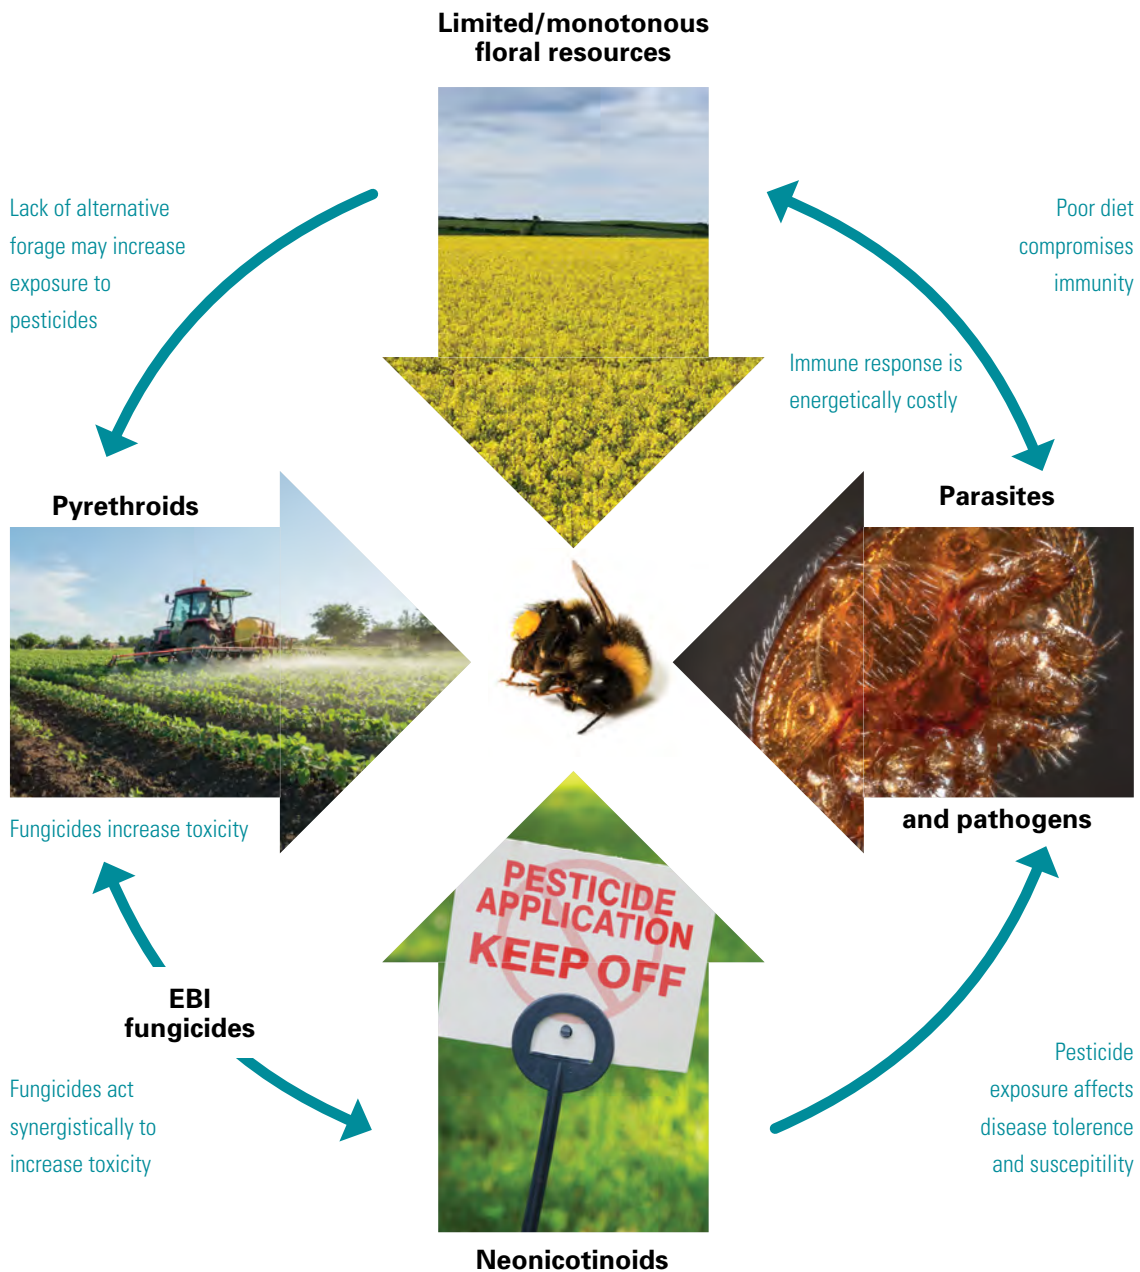 Limited/monotonous
floral resources
Lack of alternative
forage may increase
exposure to
pesticides
Poor diet
compromises
immunity
Immune response is
energetically costly
Pyrethroids
Parasites
and pathogens
Fungicides increase toxicity
PESTICIDE
APPLICATION
KEEP OFF
EBI
fungicides
Fungicides act
synergistically to
increase toxicity
Pesticide
exposure affects
disease tolerence
and suscepitility
Neonicotinoids